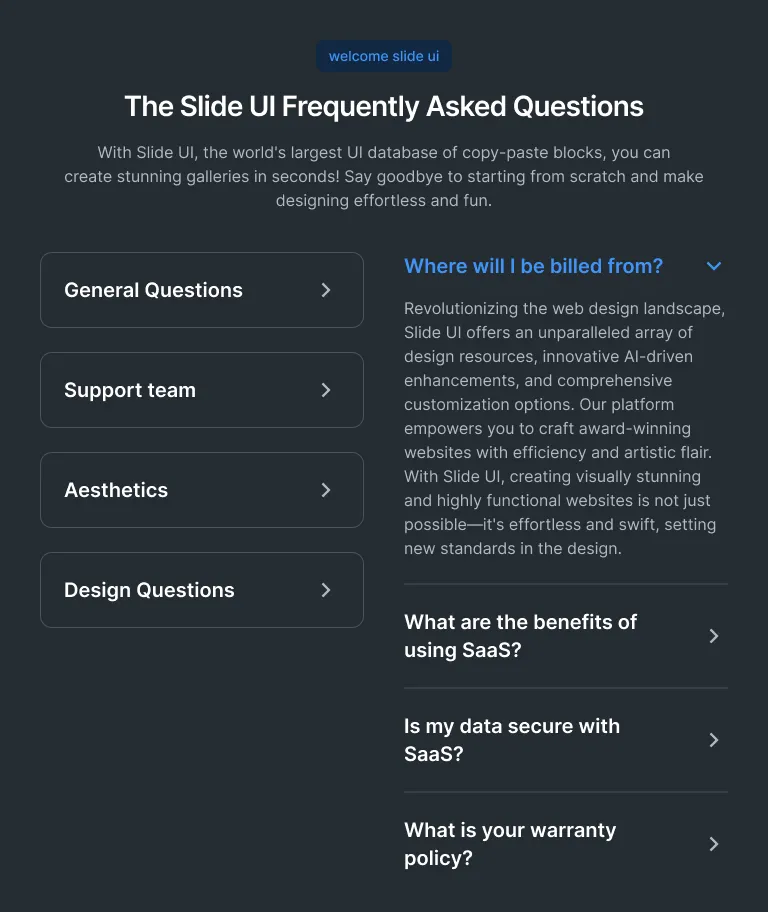 welcome slide ui
The Slide UI Frequently Asked Questions
With Slide UI, the world's largest UI database of copy-paste blocks, you can
create stunning galleries in seconds! Say goodbye to starting from scratch and make
designing effortless and fun.
General Questions
Support team
Aesthetics
Design Questions
Where will I be billed from?
Revolutionizing the web design landscape,
Slide UI offers an unparalleled array of
design resources, innovative AI-driven
enhancements, and comprehensive
customization options. Our platform
empowers you to craft award-winning
websites with efficiency and artistic flair.
With Slide UI, creating visually stunning
and highly functional websites is not just
possible—it's effortless and swift, setting
new standards in the design.
What are the benefits of
using SaaS?
Is my data secure with
SaaS?
What is your warranty
policy?